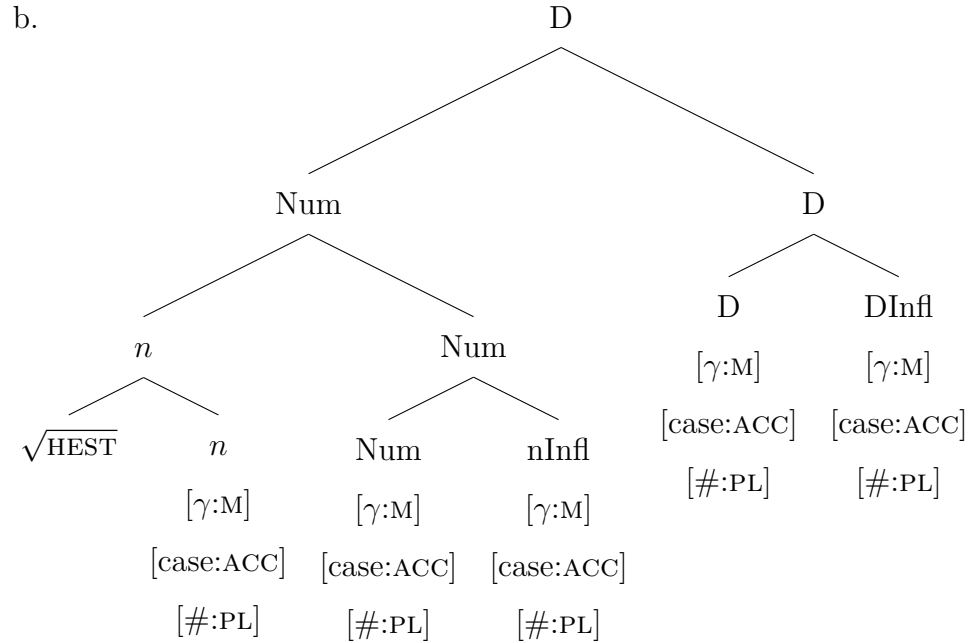 b.
D
Num D
D DInfl
n Num
[γ:M] [γ:M]
[case:ACC] [case:ACC]
√HEST n Num nInfl
[#:PL] [#:PL]
[γ:M] [γ:M] [γ:M]
[case:ACC] [case:ACC] [case:ACC]
[#:PL] [#:PL] [#:PL]